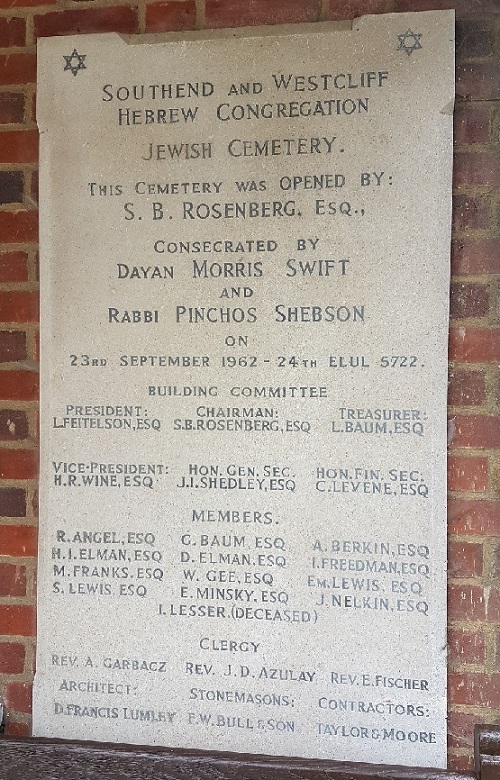 SOUTHEND AND WESTCLIFF
HEBREW CONGREGATION
JEWISH CEMETERY.
THIS CEMETERY WAS OPENED BY:
S. B. ROSENBERG, ESQ.,
CONSECRATED BY
DAYAN MORRIS SWIFT
AND
RABBI PINCHOS SHEBSON
ON
23RD SEPTEMBER 1962 - 24TH ELUL 5722.
BUILDING COMMITTEE
PRESIDENT: CHAIRMAN: TREASURER:
L.FEITELSON, ESQ S.B.ROSENBERG, ESQ L.BAUM, ESQ
VICE-PRESIDENT: HON. GEN. SEC. HON. FIN. SEC.
H.R.WINE, ESQ J.I.SHEDLEY, ESQ C.LEVENE, ESQ
MEMBERS.
R.ANGEL, ESQ G.BAUM ESQ A.BERKIN, ESQ
H.I.ELMAN, ESQ D.ELMAN. ESQ I.FREEDMAN, ESQ
M.FRANKS. ESQ W. GEE, ESQ EM.LEWIS, ESQ
S. LEWIS. ESQ E.MINSKY, ESQ J.NELKIN, ESQ
I.LESSER. (DECEASED)
CLERGY
REV. A. GARBACZ REV. J.D.AZULAY REV. E.FISCHER
ARCHITECT: STONEMASONS: CONTRACTORS:
D.FRANCIS LUMLEY F.W.BULL & SON TAYLOR & MOORE